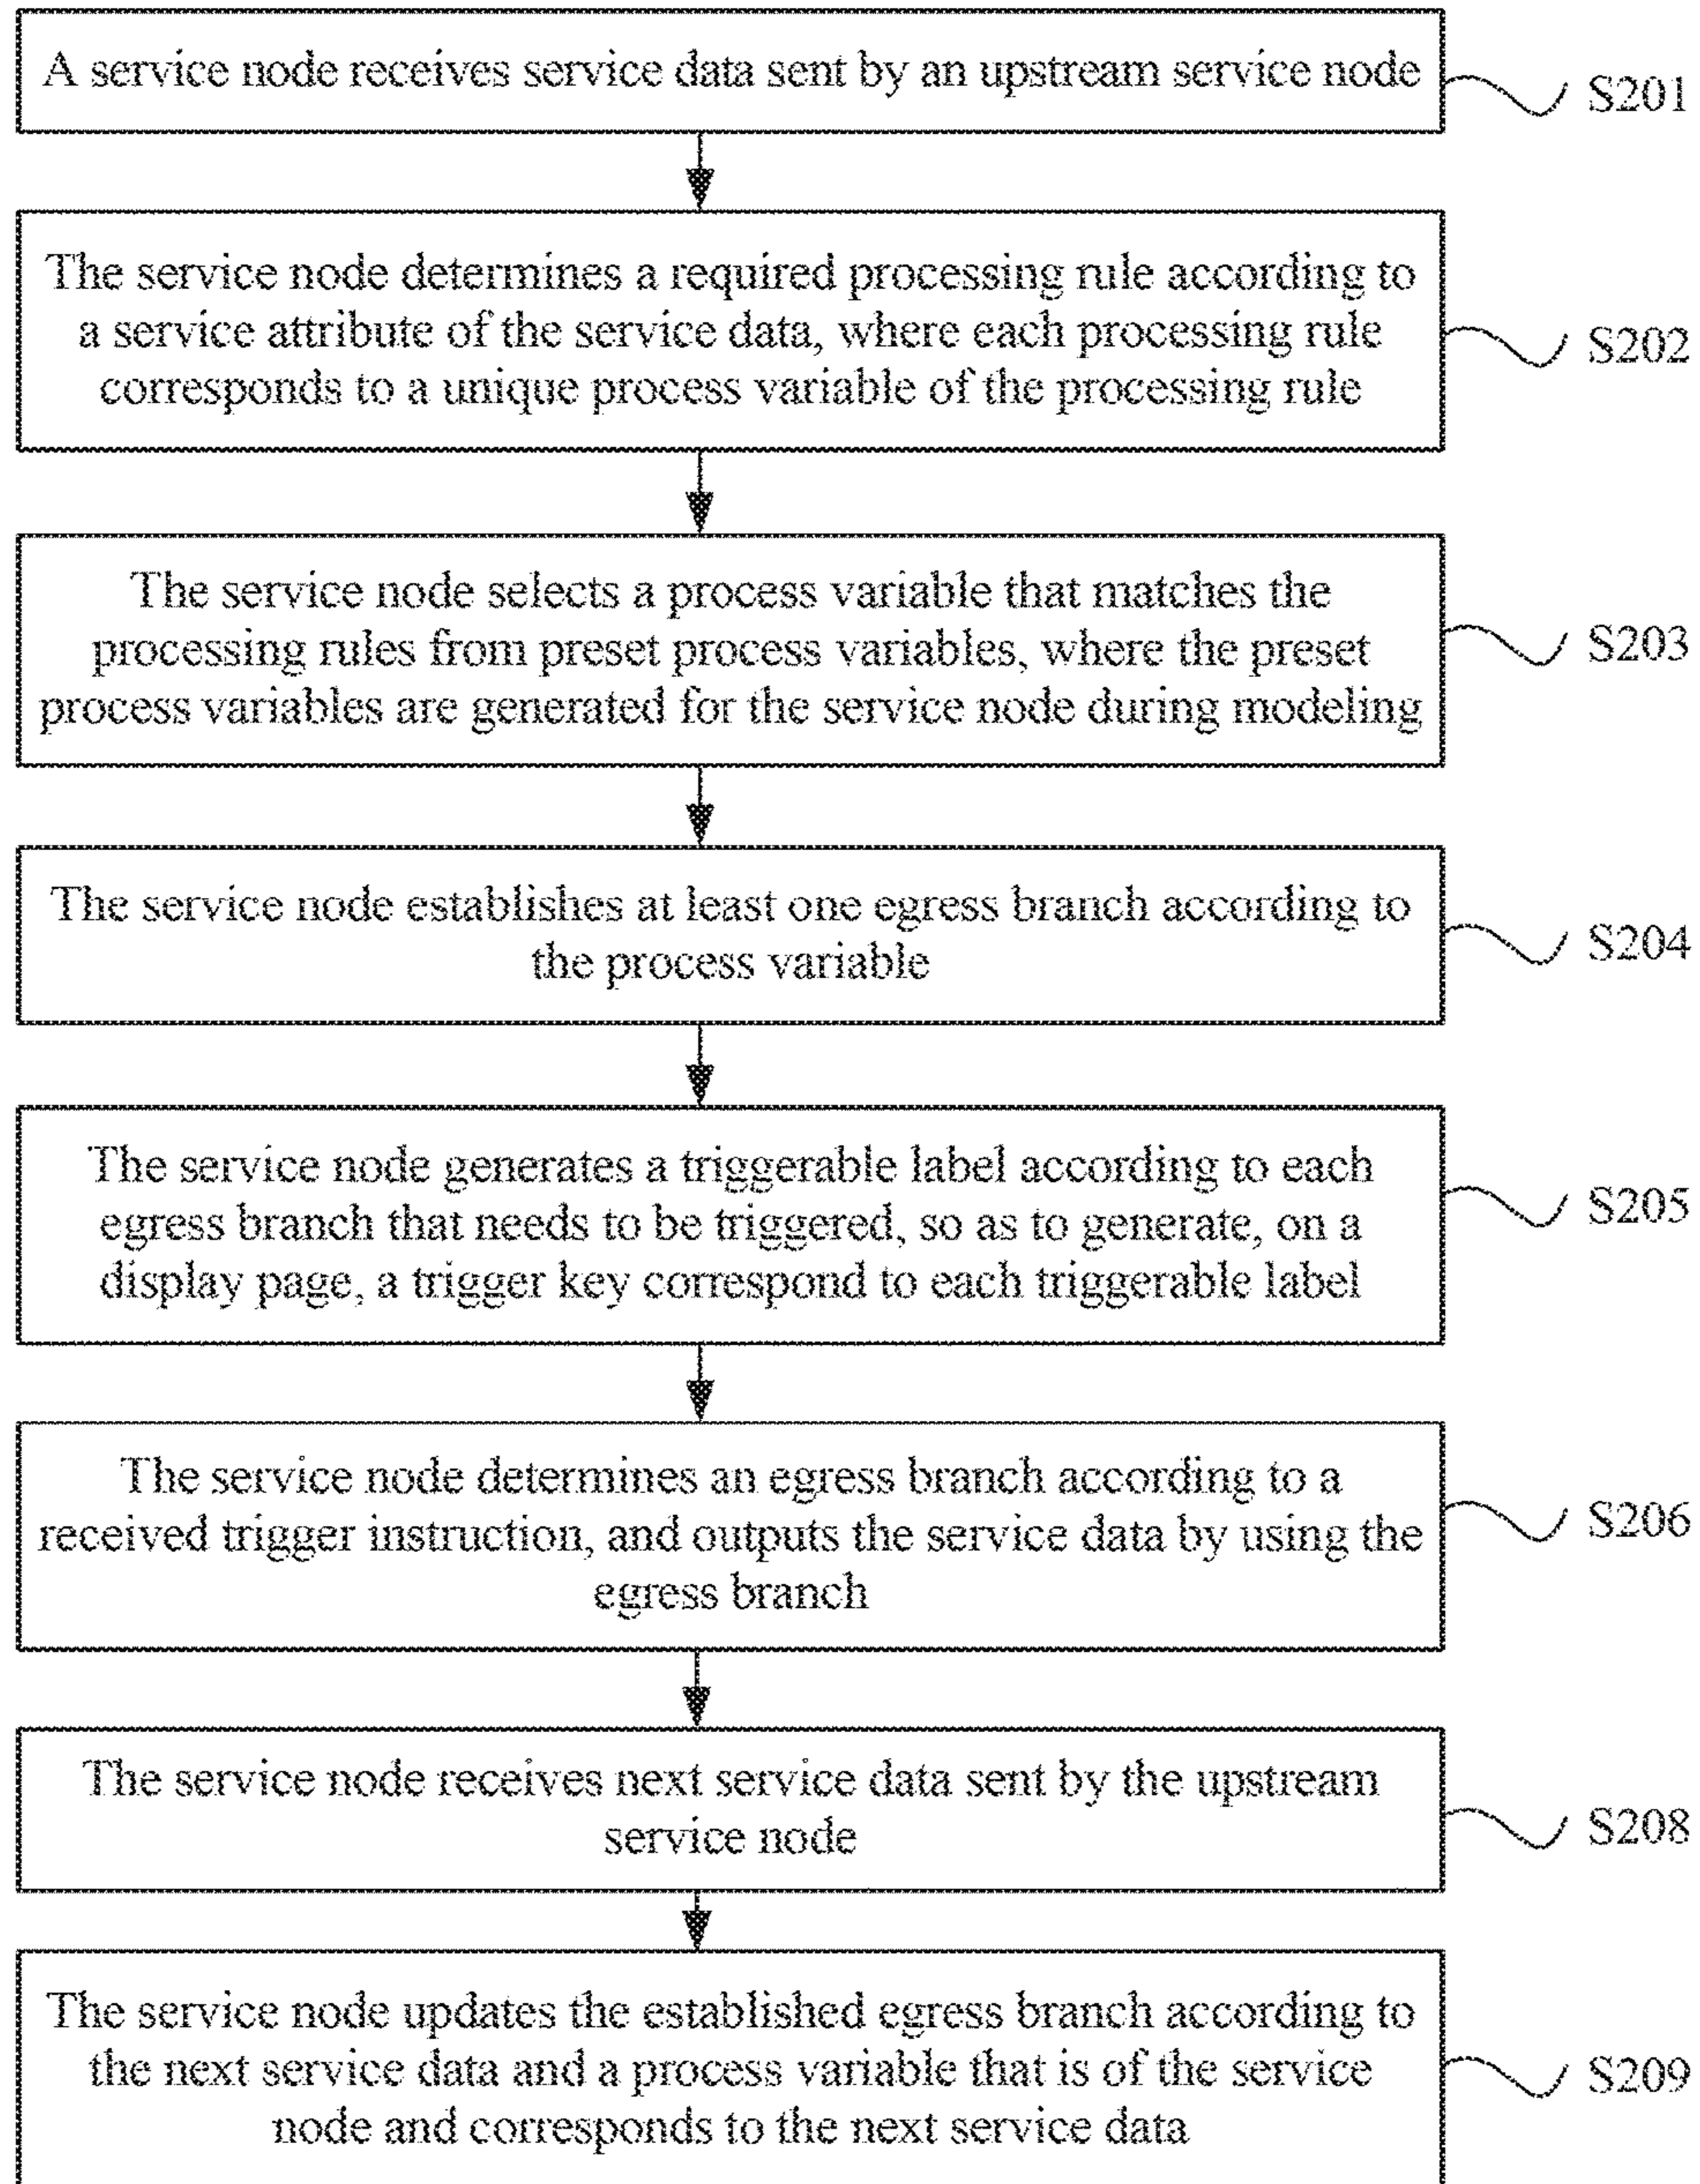 A service node receives service data sent by an upstream service node
S201
The service node determines a required processing rule according to
a service attribute of the service data, where each processing rule
corresponds to a unique process variable of the processing rule
S202
The service node selects a process variable that matches the
processing rules from preset process variables, where the preset
process variables are generated for the service node during modeling
S203
The service node establishes at least one egress branch according to
the process variable
S204
The service node generates a triggerable label according to each
egress branch that needs to be triggered, so as to generate, on a
display page, a trigger key correspond to each triggerable label
S205
The service node determines an egress branch according to a
received trigger instruction, and outputs the service data by using the
egress branch
S206
The service node receives next service data sent by the upstream
service node
S208
The service node updates the established egress branch according to
the next service data and a process variable that is of the service
node and corresponds to the next service data
S209